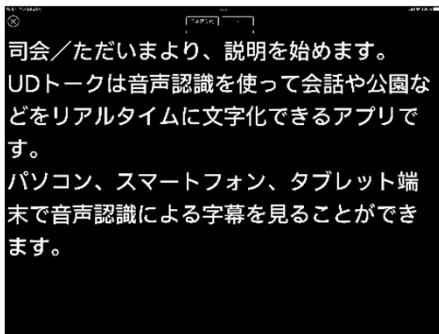 司会／ただいまより、説明を始めます。
UDトークは音声認識を使って会話や公園な
どをリアルタイムに文字化できるアプリで
す。
パソコン、スマートフォン、タブレット端
末で音声認識による字幕を見ることができ
ます。